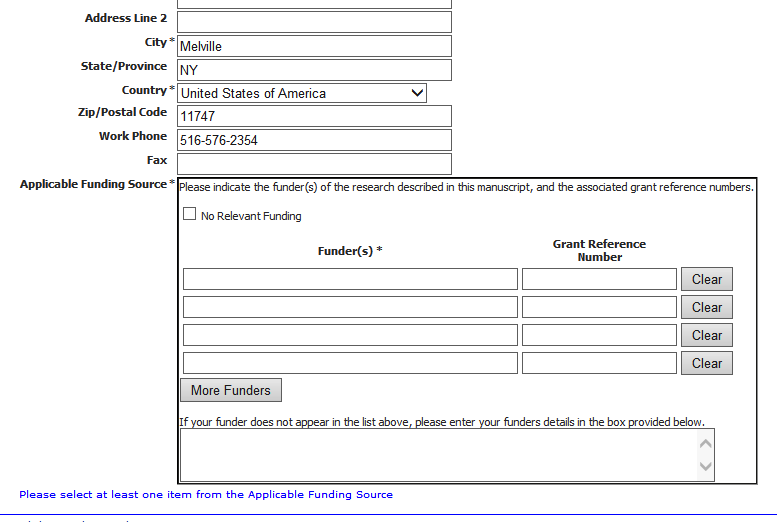 Address Line 2
City * Melville
State/Province NY
Country * United States of America
Zip/Postal Code 11747
Work Phone 516-576-2354
Fax
Applicable Funding Source * Please indicate the funder(s) of the research described in this manuscript, and the associated grant reference numbers.
No Relevant Funding
Funder(s) * Grant Reference
Number
Clear
Clear
Clear
Clear
More Funders
If your funder does not appear in the list above, please enter your funders details in the box provided below.
Please select at least one item from the Applicable Funding Source